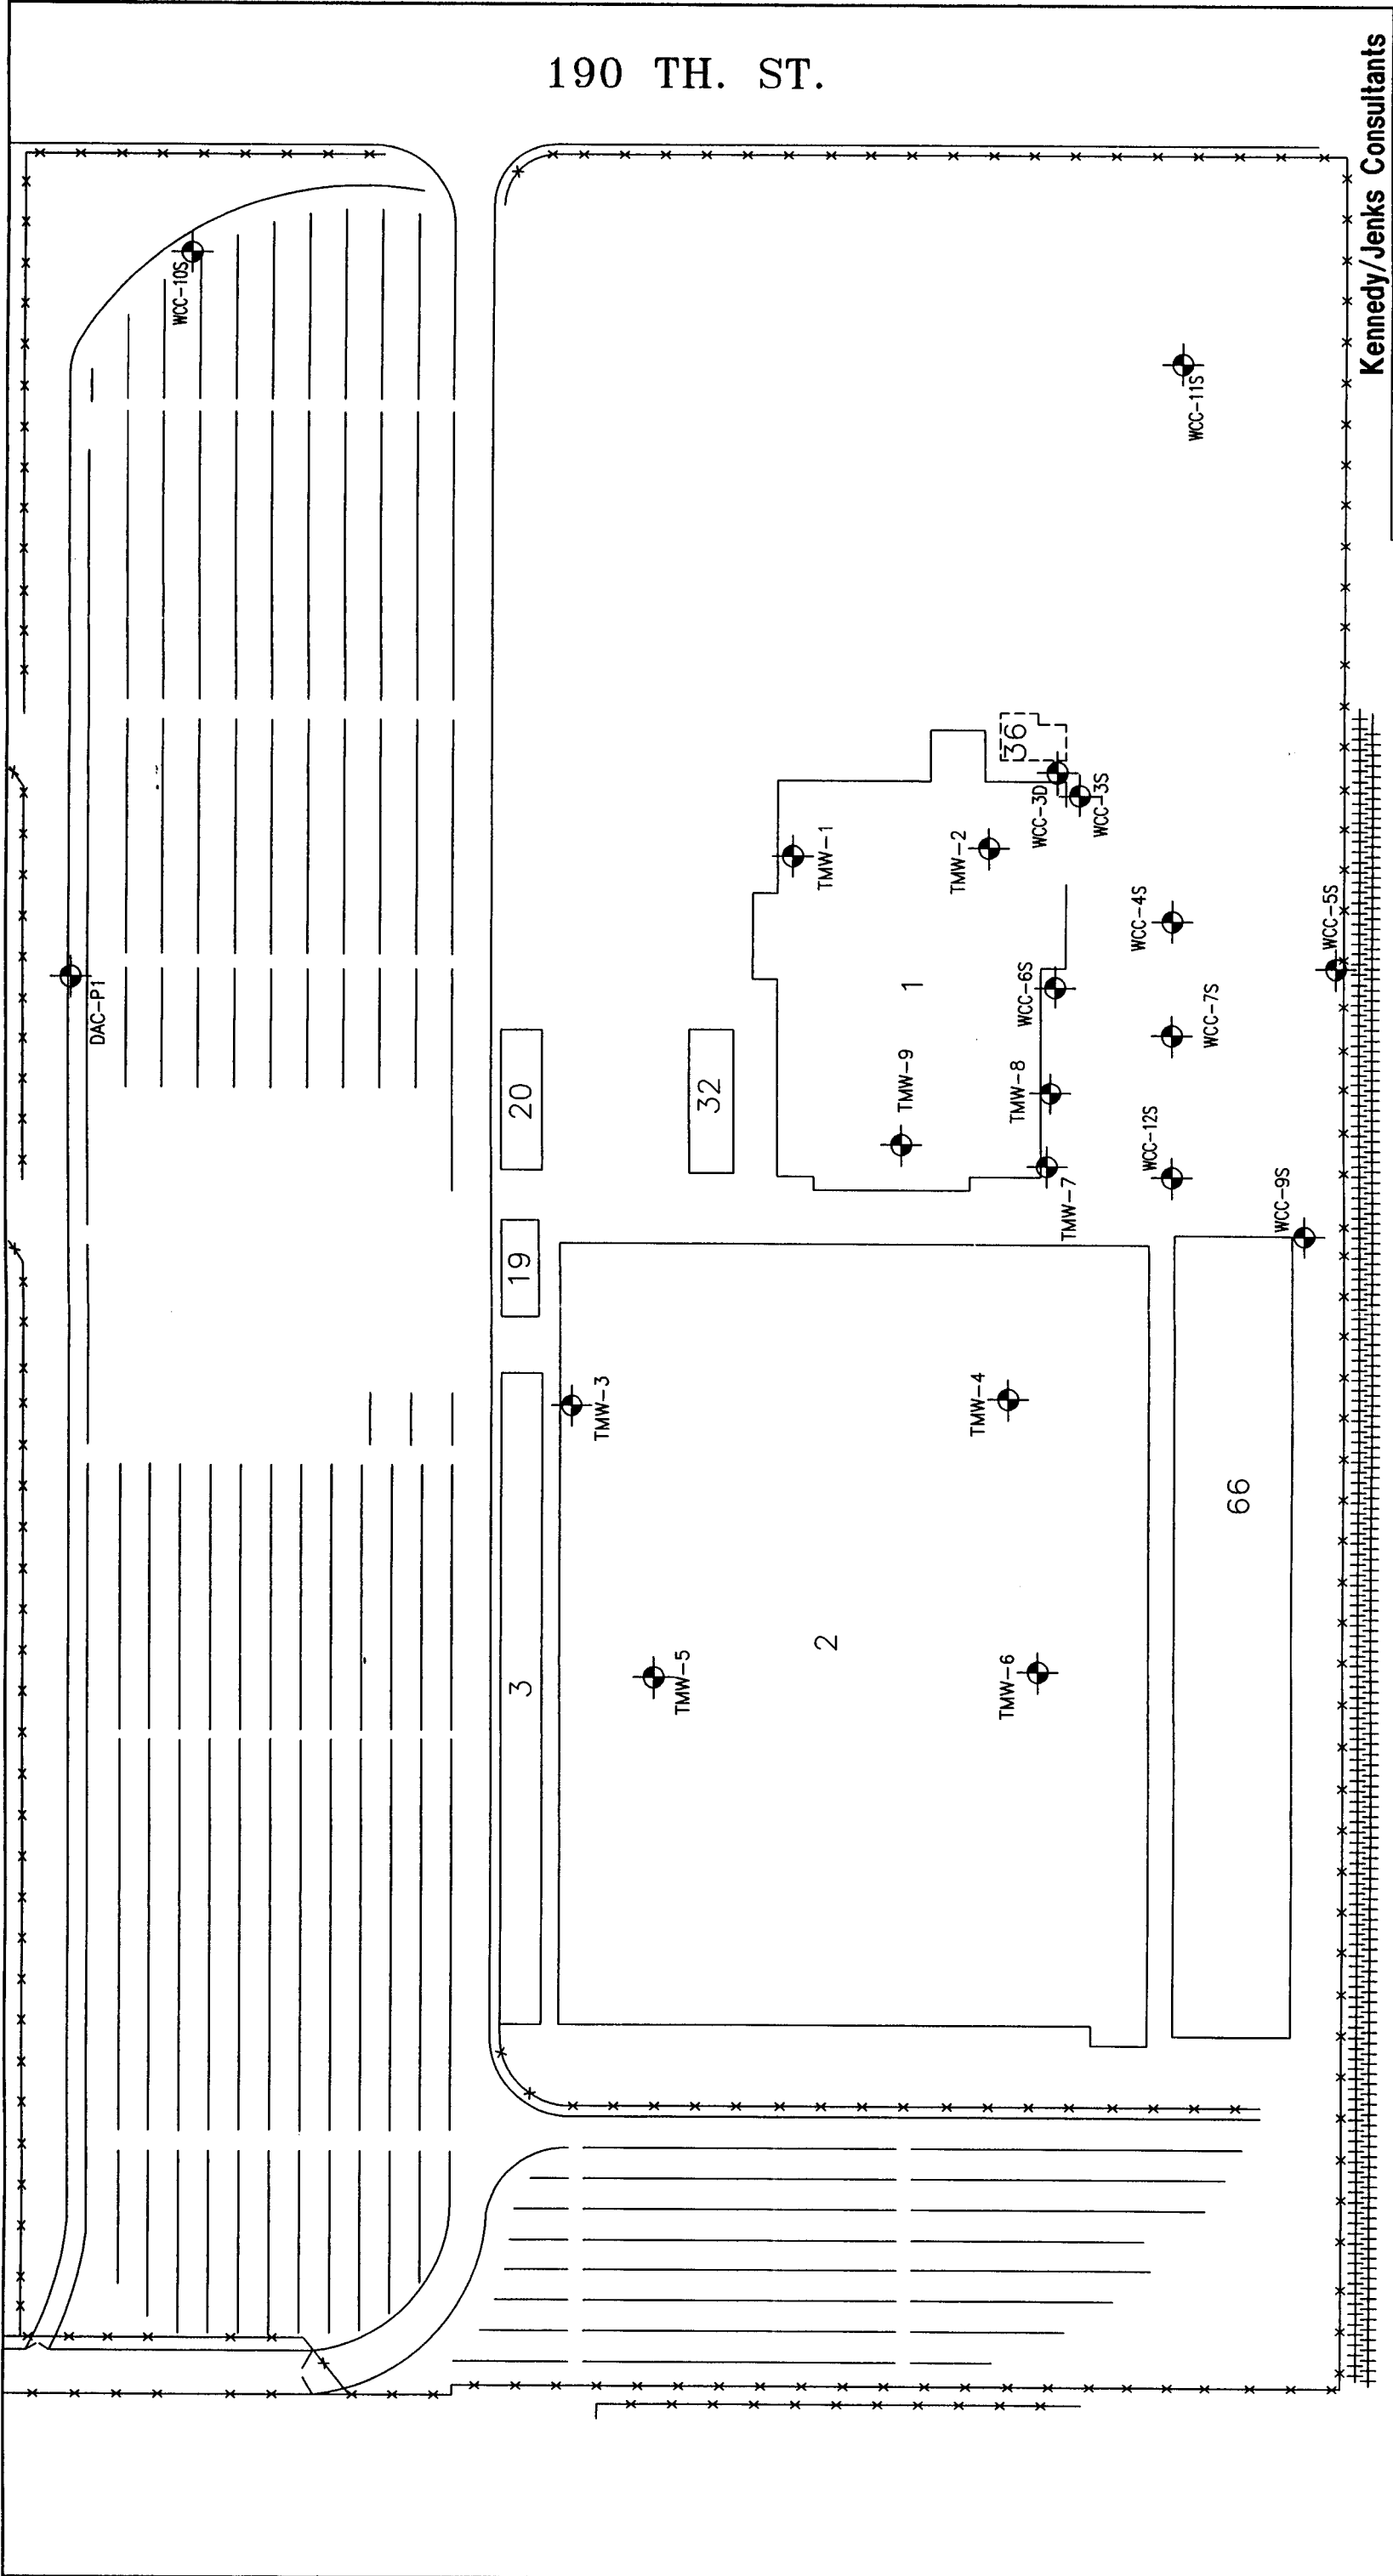 190 TH. ST.
Kennedy/Jenks Consultants
WCC-10S
WCC-11S
36
WCC-3D
WCC-3S
TMW-1
TMW-2
WCC-4S
WCC-5S
DAC-P1
1
WCC-6S
WCC-7S
20
32
TMW-9
TMW-8
WCC-12S
TMW-7
WCC-9S
19
TMW-3
TMW-4
66
3
2
TMW-5
TMW-6